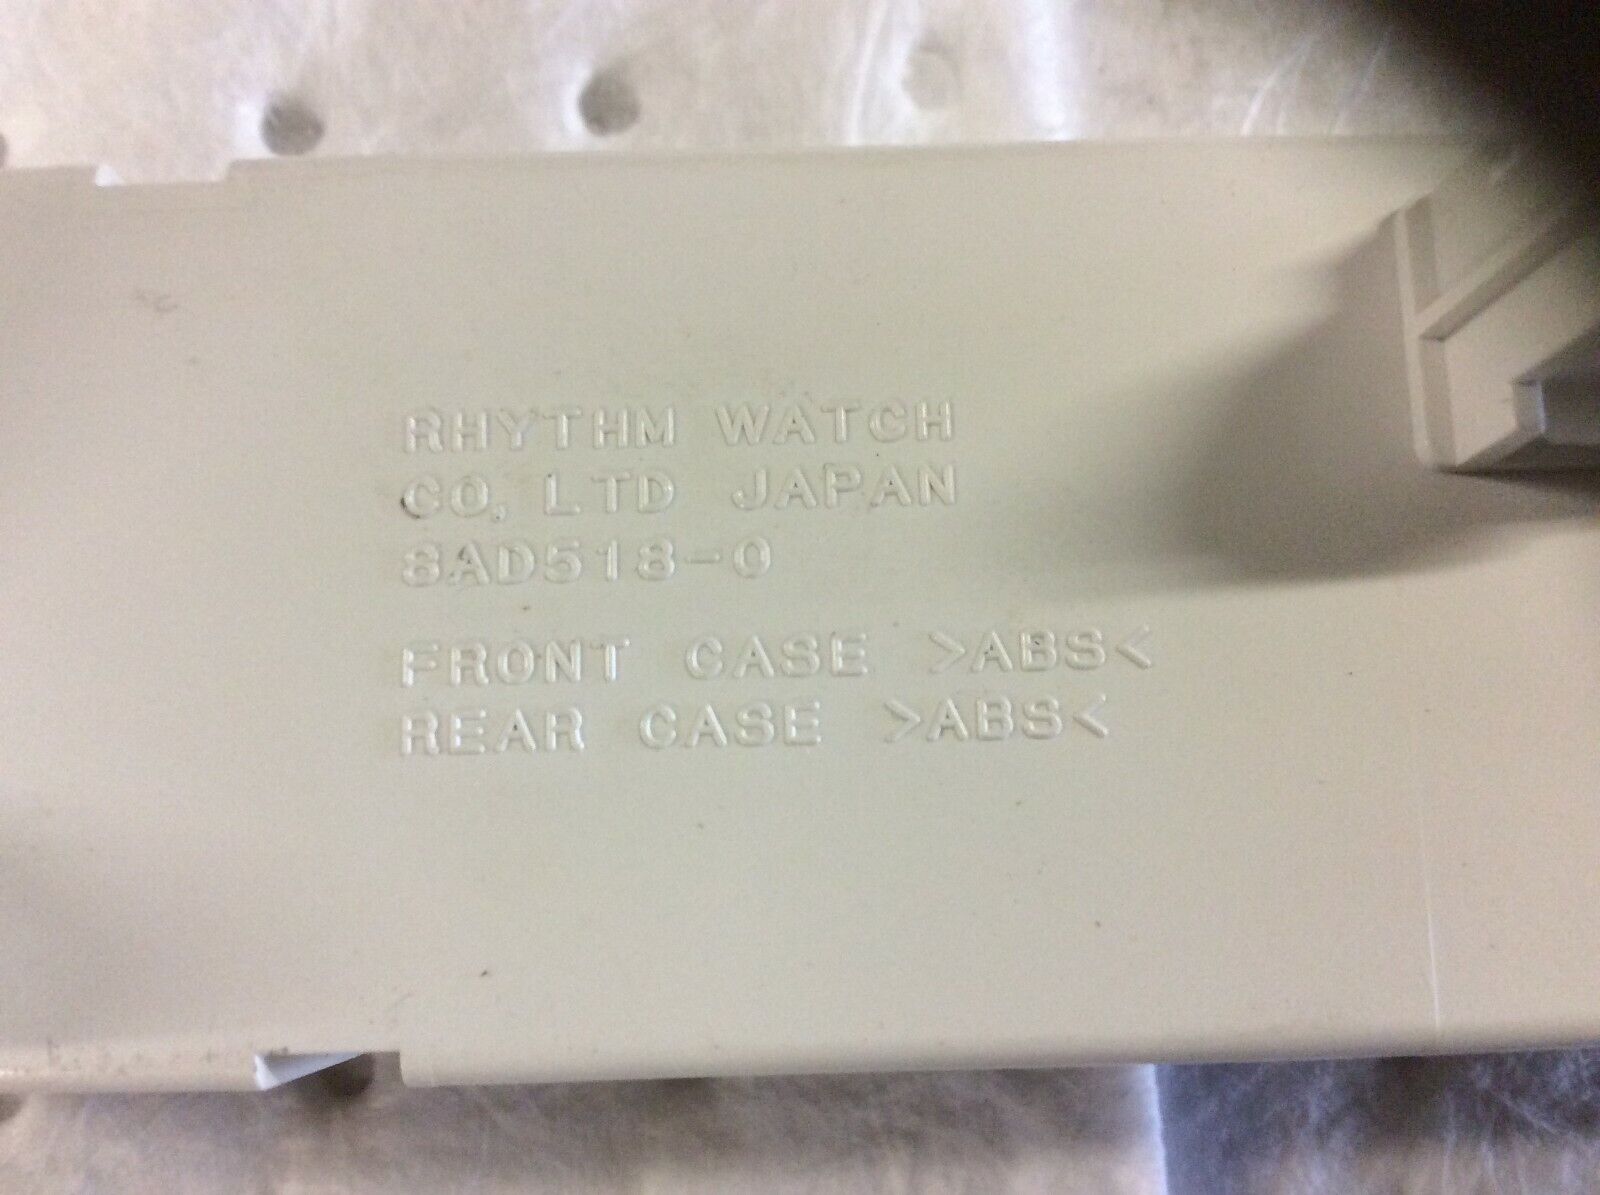 RHYTHM WATCH
CO, LTD JAPAN
8AD518-0
FRONT CASE >ABS<
REAR CASE >ABS<